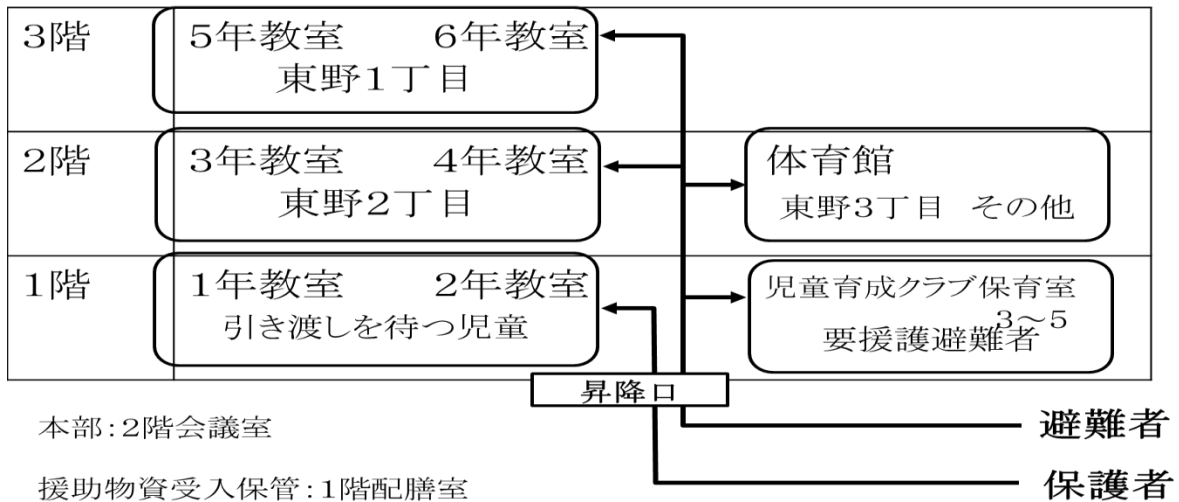 3階
5年教室 6年教室
東野1丁目
2階
3年教室 4年教室
東野2丁目
体育館
東野3丁目 その他
1階
1年教室 2年教室
引き渡しを待つ児童
児童育成クラブ保育室
3～5
要援護避難者
昇降口
本部:2階会議室
避難者
援助物資受入保管:1階配膳室
保護者